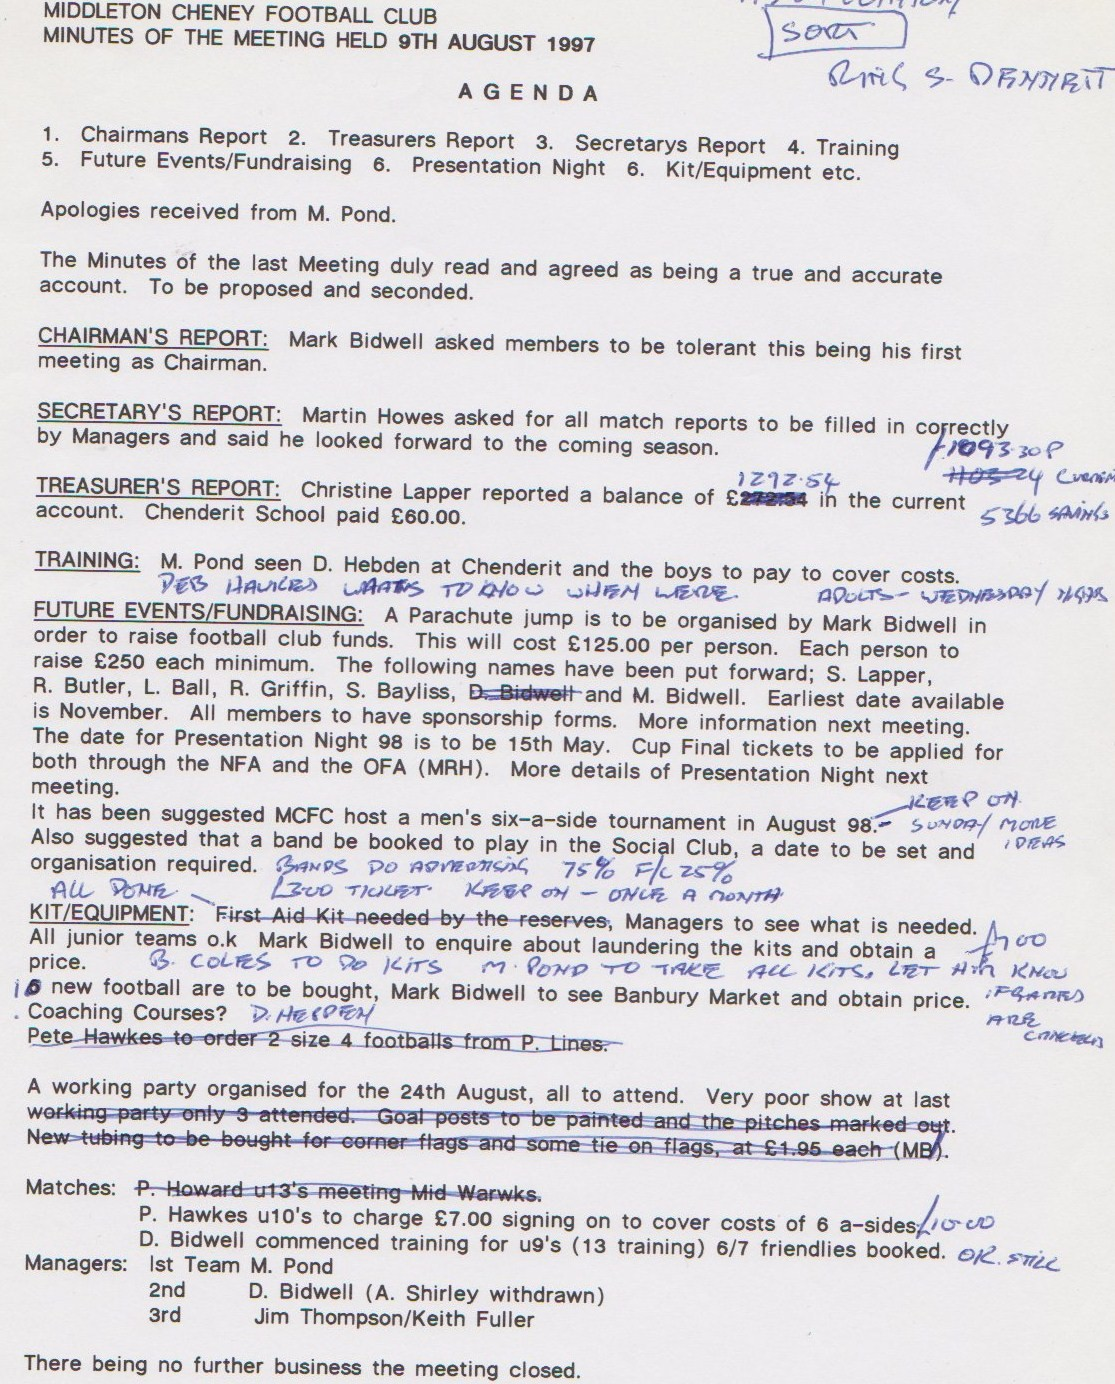 MIDDLETON CHENEY FOOTBALL CLUB
MINUTES OF THE MEETING HELD 9TH AUGUST 1997
SORT
RING S. DENNETT
AGENDA
1. Chairmans Report 2. Treasurers Report 3. Secretarys Report 4. Training
5. Future Events/Fundraising 6. Presentation Night 6. Kit/Equipment etc.
Apologies received from M. Pond.
The Minutes of the last Meeting duly read and agreed as being a true and accurate
account. To be proposed and seconded.
CHAIRMAN'S REPORT: Mark Bidwell asked members to be tolerant this being his first
meeting as Chairman.
SECRETARY'S REPORT: Martin Howes asked for all match reports to be filled in correctly
by Managers and said he looked forward to the coming season.
1093.30P
1103-24 CURRENT
1292.54
TREASURER'S REPORT: Christine Lapper reported a balance of £272.54 in the current
account. Chenderit School paid £60.00.
5366 SAVINGS
TRAINING: M. Pond seen D. Hebden at Chenderit and the boys to pay to cover costs.
DEB HAWKES WANTS TO KNOW WHEN WERE. ADULTS - WEDNESDAY
FUTURE EVENTS/FUNDRAISING: A Parachute jump is to be organised by Mark Bidwell in
order to raise football club funds. This will cost £125.00 per person. Each person to
raise £250 each minimum. The following names have been put forward; S. Lapper,
R. Butler, L. Ball, R. Griffin, S. Bayliss, D. Bidwell and M. Bidwell. Earliest date available
is November. All members to have sponsorship forms. More information next meeting.
The date for Presentation Night 98 is to be 15th May. Cup Final tickets to be applied for
both through the NFA and the OFA (MRH). More details of Presentation Night next
meeting.
KEEP ON
It has been suggested MCFC host a men's six-a-side tournament in August 98. - SUNDAY MORE
IDEAS
Also suggested that a band be booked to play in the Social Club, a date to be set and
organisation required. BANDS DO ADVERTISING 75% F/C 25%
ALL DONE £300 TICKET. KEEP ON - ONCE A MONTH
KIT/EQUIPMENT: First Aid Kit needed by the reserves, Managers to see what is needed.
All junior teams o.k Mark Bidwell to enquire about laundering the kits and obtain a
price. B. COLES TO DO KITS M. POND TO TAKE ALL KITS. LET HIM KNOW
IF GAMES
ARE
CANCELLED
new football are to be bought, Mark Bidwell to see Banbury Market and obtain price.
Coaching Courses? D. HEBDEN
Pete Hawkes to order 2 size 4 footballs from P. Lines.
A working party organised for the 24th August, all to attend. Very poor show at last
working party only 3 attended. Goal posts to be painted and the pitches marked out.
New tubing to be bought for corner flags and some tie on flags, at £1.95 each (MB).
Matches: P. Howard u13's meeting Mid Warwks.
P. Hawkes u10's to charge £7.00 signing on to cover costs of 6 a-sides £10-00
D. Bidwell commenced training for u9's (13 training) 6/7 friendlies booked. OK. STILL
Managers: 1st Team M. Pond
2nd D. Bidwell (A. Shirley withdrawn)
3rd Jim Thompson/Keith Fuller
There being no further business the meeting closed.